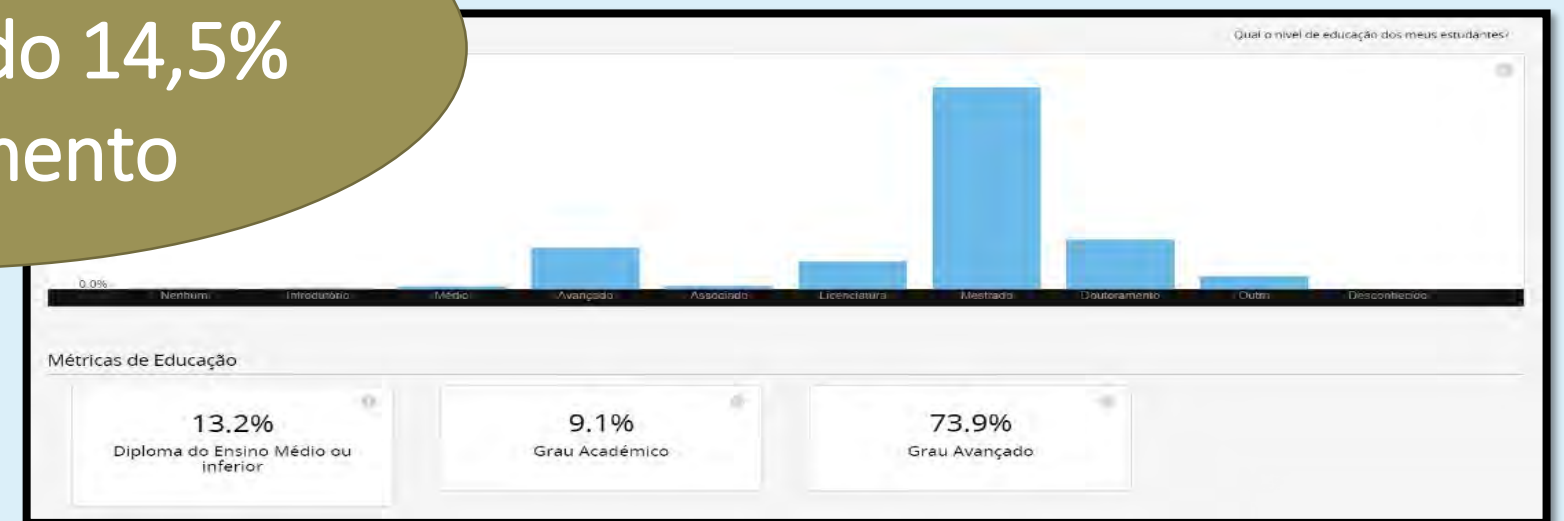 do 14,5%
mento
Qual o nível de educação dos meus estudantes?
0.0%
Nenhum Introdutório Médio Avançado Associado Licenciatura Mestrado Doutoramento Outro Desconhecido
Métricas de Educação
13.2%
Diploma do Ensino Médio ou
inferior
9.1%
Grau Académico
73.9%
Grau Avançado